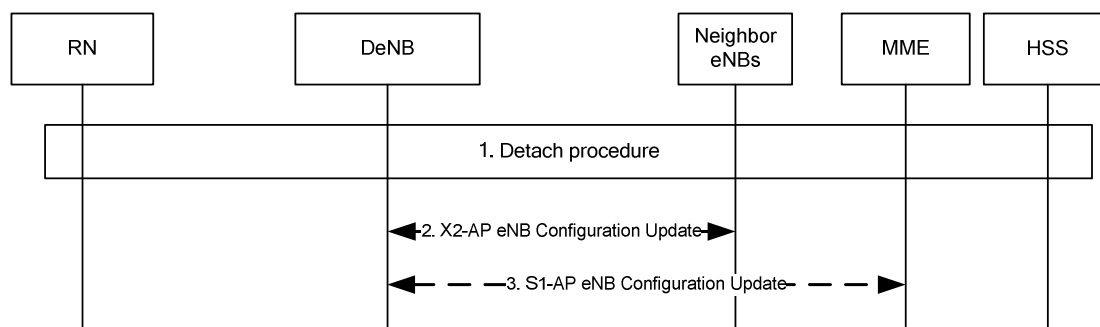 RN
DeNB
Neighbor
eNBs
MME
HSS
1. Detach procedure
2. X2-AP eNB Configuration Update
3. S1-AP eNB Configuration Update